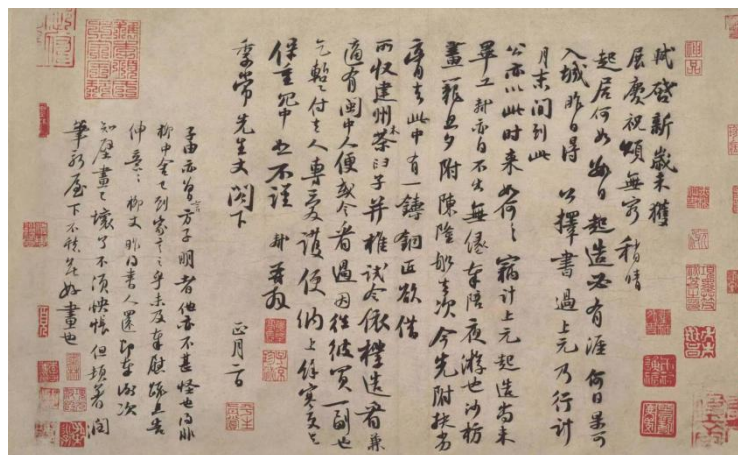 軾啓新歲未獲
展慶祝頌無窮稍晴
起居何如數日起造必有涯何日果可
入城昨日得公擇書過上元乃行計
月末間到此
公亦以此時來如何〻竊計上元起造尚未
畢工軾亦自不出無緣奉陪夜遊也沙枋
畫籠旦夕附陳隆船去次今先附扶劣
膏去此中有一鑄銅匠欲借
所收建州木茶臼子并椎試令依樣造看兼
適有閩中人便或令看過因往彼買一副也
乞暫付去人專愛護便納上餘寒更乞
保重冗中恕不謹軾再拜
季常先生丈閣下
正月二日
子由亦曾言方子明者他亦不甚怪也得非
柳中舍已到家言之乎未及奉慰疏且告
伸意〻柳丈昨得書人還即奉謝次
知壁畫已壞了不須怏悵但頓著潤
筆新屋下不愁無好畫也